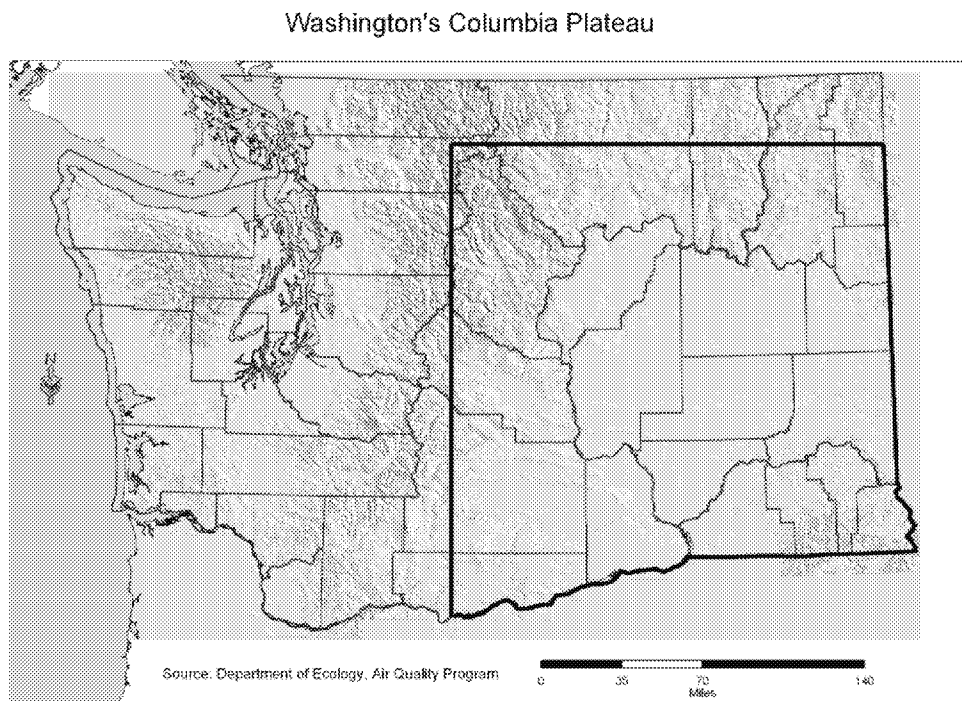 Washington's Columbia Plateau
Source: Department of Ecology, Air Quality Program
0 35 70 140
Miles